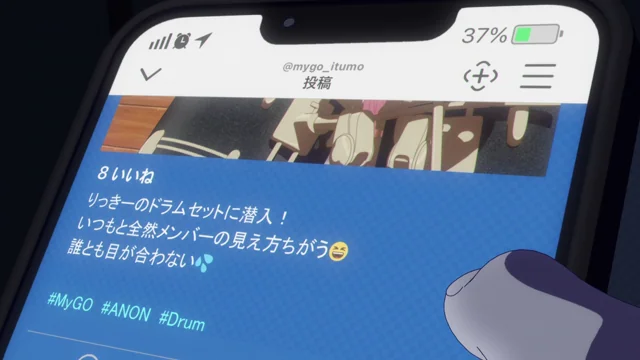 37%
@mygo_itumo
投稿
8 いいね
りっきーのドラムセットに潜入！
いつもと全然メンバーの見え方ちがう😆
誰とも目が合わない💦
#MyGO #ANON #Drum